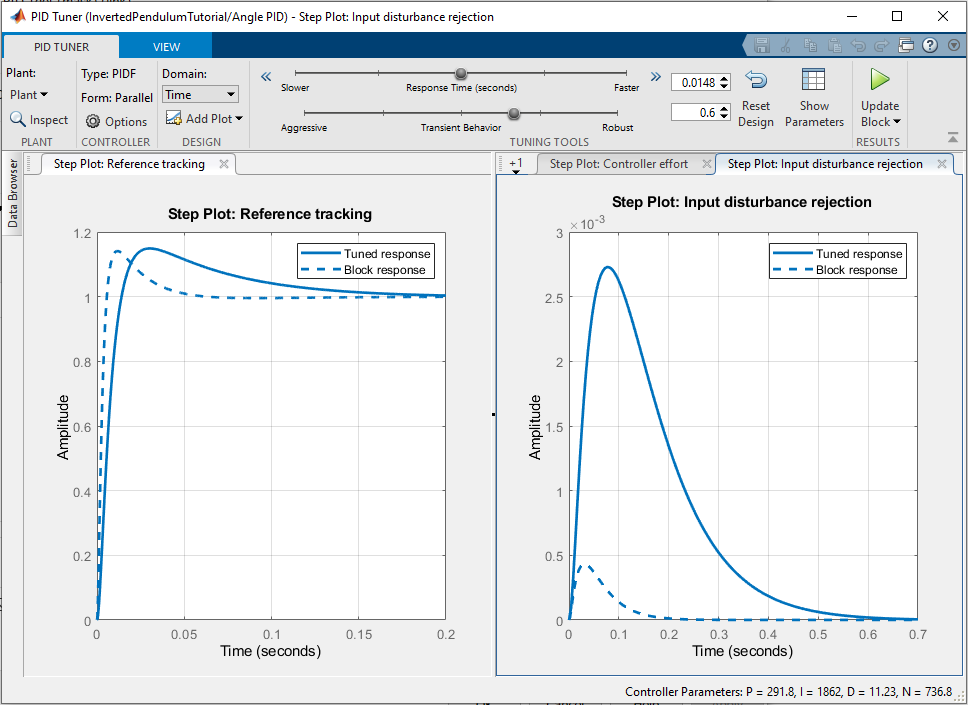 PID Tuner (InvertedPendulumTutorial/Angle PID) - Step Plot: Input disturbance rejection
PID TUNER
VIEW
Plant:
Plant
Inspect
PLANT
Type: PIDF
Form: Parallel
Options
CONTROLLER
Domain:
Time
Add Plot
DESIGN
Slower
Response Time (seconds)
Faster
0.0148
Aggressive
Transient Behavior
Robust
0.6
TUNING TOOLS
Reset
Design
Show
Parameters
Update
Block
RESULTS
Data Browser
Step Plot: Reference tracking
Step Plot: Reference tracking
Tuned response
Block response
1.2
1
0.8
0.6
0.4
0.2
0
Amplitude
0
0.05
0.1
0.15
0.2
Time (seconds)
+1
Step Plot: Controller effort
Step Plot: Input disturbance rejection
Step Plot: Input disturbance rejection
×10-3
Tuned response
Block response
3
2.5
2
1.5
1
0.5
0
Amplitude
0
0.1
0.2
0.3
0.4
0.5
0.6
0.7
Time (seconds)
Controller Parameters: P = 291.8, I = 1862, D = 11.23, N = 736.8